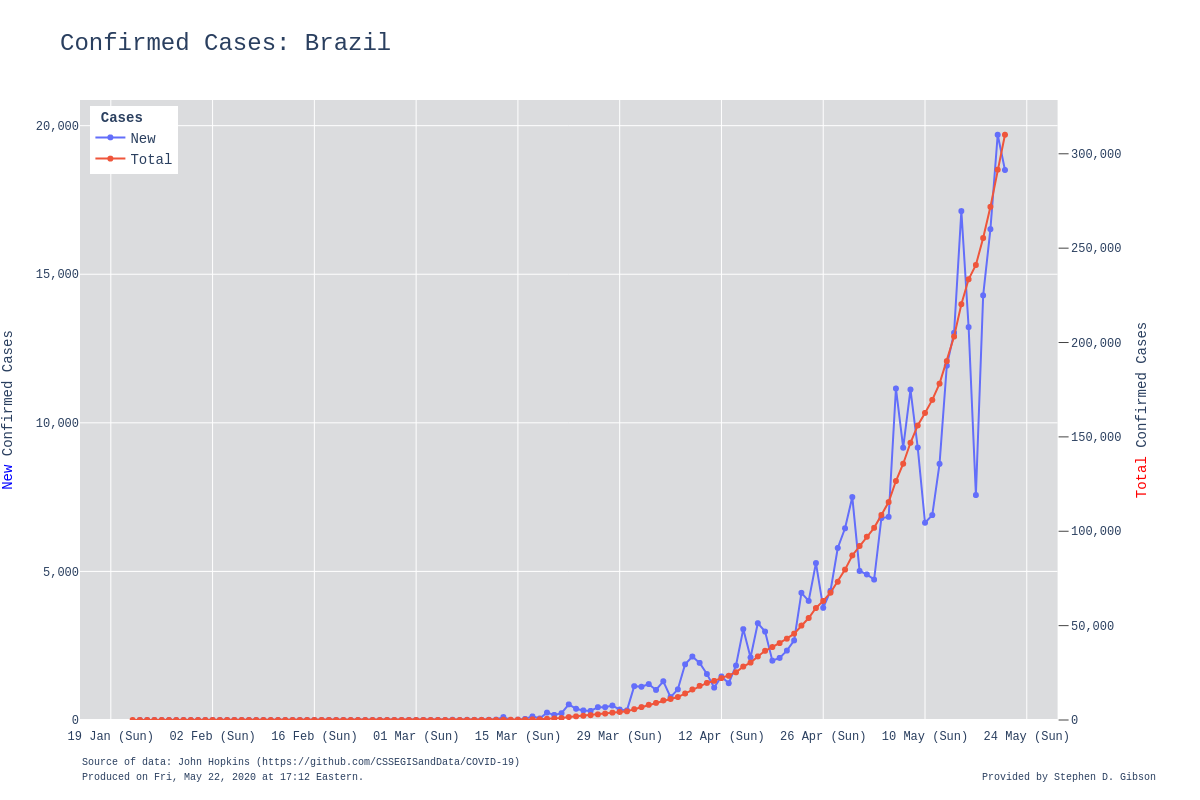 Confirmed Cases: Brazil
Cases
New
Total
20,000
15,000
10,000
5,000
0
New Confirmed Cases
300,000
250,000
200,000
150,000
100,000
50,000
0
Total Confirmed Cases
19 Jan (Sun) 02 Feb (Sun) 16 Feb (Sun) 01 Mar (Sun) 15 Mar (Sun) 29 Mar (Sun) 12 Apr (Sun) 26 Apr (Sun) 10 May (Sun) 24 May (Sun)
Source of data: John Hopkins (https://github.com/CSSEGISandData/COVID-19)
Produced on Fri, May 22, 2020 at 17:12 Eastern.
Provided by Stephen D. Gibson